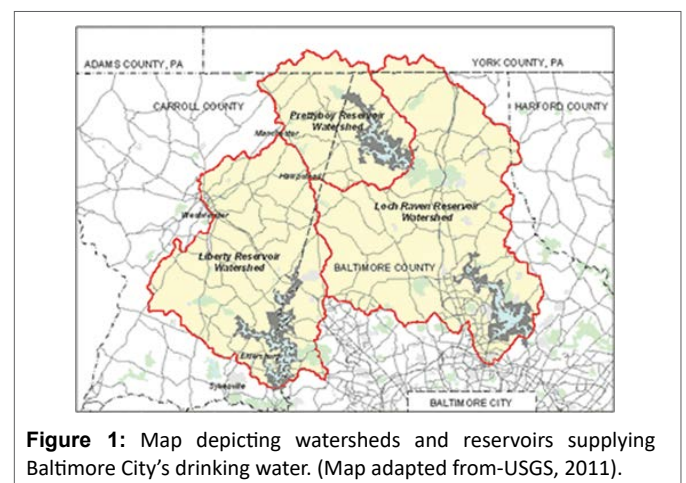 ADAMS COUNTY, PA
YORK COUNTY, PA
CARROLL COUNTY
HARFORD COUNTY
Prettyboy Reservoir
Watershed
Manchester
Hampstead
Loch Raven Reservoir
Watershed
Westminster
Liberty Reservoir
Watershed
BALTIMORE COUNTY
Eldersburg
Sykesville
BALTIMORE CITY
Figure 1: Map depicting watersheds and reservoirs supplying
Baltimore City's drinking water. (Map adapted from-USGS, 2011).